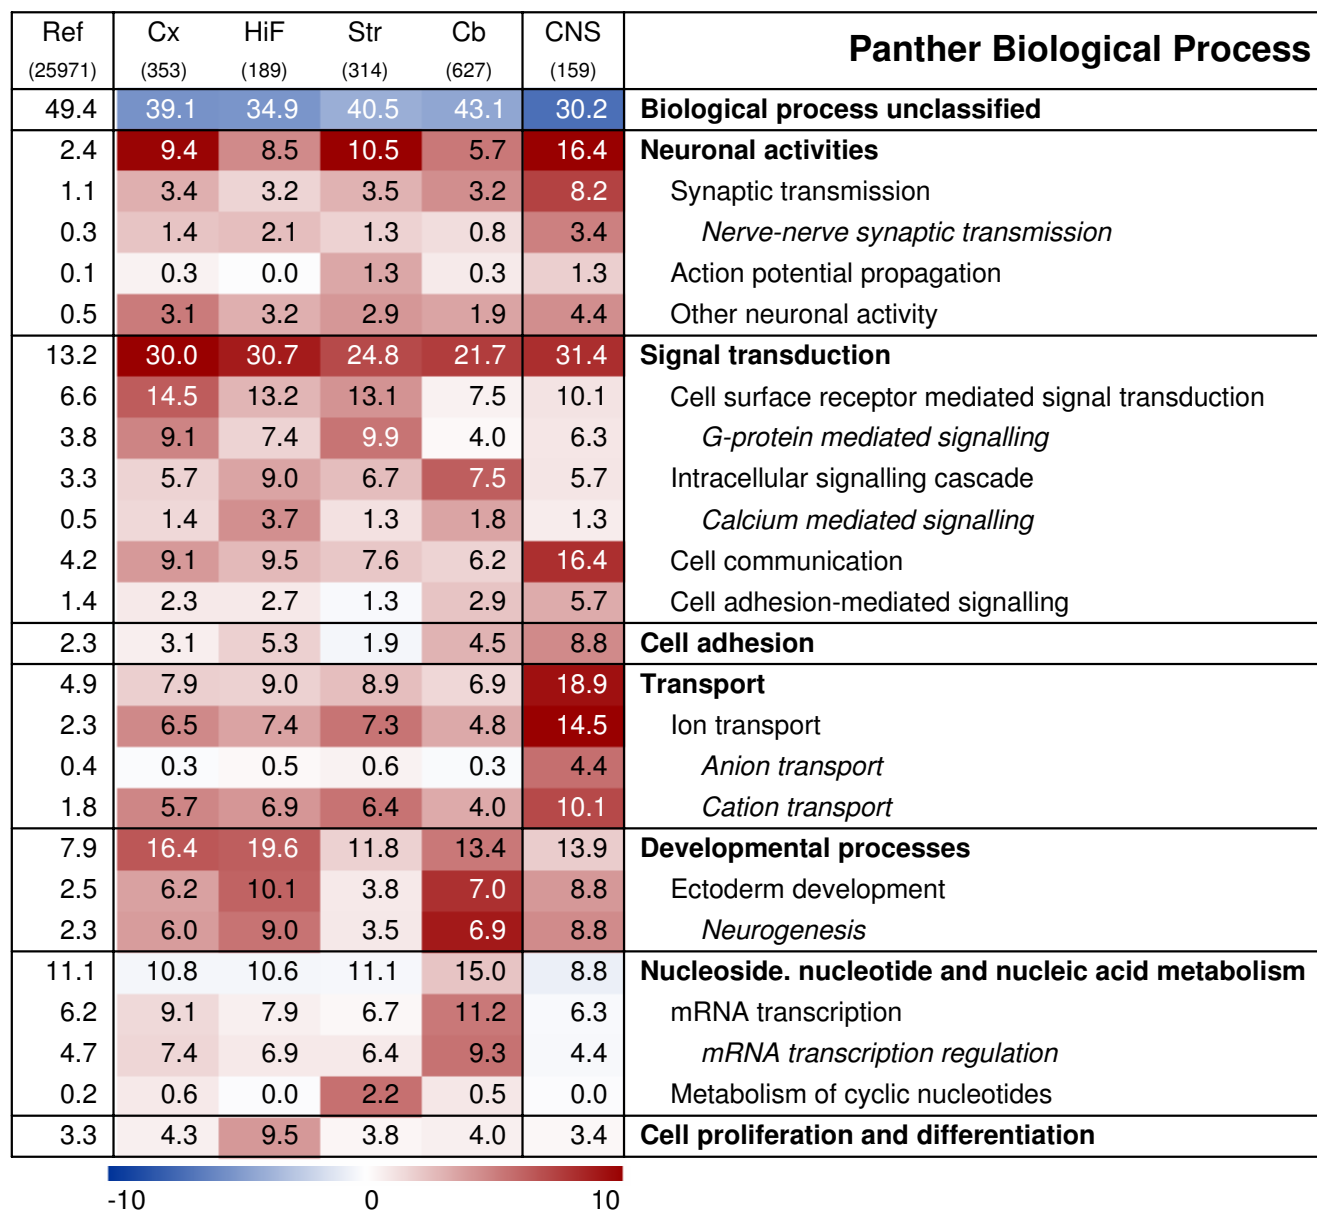 Ref Cx HiF Str Cb CNS Panther Biological Process
(25971) (353) (189) (314) (627) (159)
49.4 39.1 34.9 40.5 43.1 30.2 Biological process unclassified
2.4 9.4 8.5 10.5 5.7 16.4 Neuronal activities
1.1 3.4 3.2 3.5 3.2 8.2 Synaptic transmission
0.3 1.4 2.1 1.3 0.8 3.4 Nerve-nerve synaptic transmission
0.1 0.3 0.0 1.3 0.3 1.3 Action potential propagation
0.5 3.1 3.2 2.9 1.9 4.4 Other neuronal activity
13.2 30.0 30.7 24.8 21.7 31.4 Signal transduction
6.6 14.5 13.2 13.1 7.5 10.1 Cell surface receptor mediated signal transduction
3.8 9.1 7.4 9.9 4.0 6.3 G-protein mediated signalling
3.3 5.7 9.0 6.7 7.5 5.7 Intracellular signalling cascade
0.5 1.4 3.7 1.3 1.8 1.3 Calcium mediated signalling
4.2 9.1 9.5 7.6 6.2 16.4 Cell communication
1.4 2.3 2.7 1.3 2.9 5.7 Cell adhesion-mediated signalling
2.3 3.1 5.3 1.9 4.5 8.8 Cell adhesion
4.9 7.9 9.0 8.9 6.9 18.9 Transport
2.3 6.5 7.4 7.3 4.8 14.5 Ion transport
0.4 0.3 0.5 0.6 0.3 4.4 Anion transport
1.8 5.7 6.9 6.4 4.0 10.1 Cation transport
7.9 16.4 19.6 11.8 13.4 13.9 Developmental processes
2.5 6.2 10.1 3.8 7.0 8.8 Ectoderm development
2.3 6.0 9.0 3.5 6.9 8.8 Neurogenesis
11.1 10.8 10.6 11.1 15.0 8.8 Nucleoside. nucleotide and nucleic acid metabolism
6.2 9.1 7.9 6.7 11.2 6.3 mRNA transcription
4.7 7.4 6.9 6.4 9.3 4.4 mRNA transcription regulation
0.2 0.6 0.0 2.2 0.5 0.0 Metabolism of cyclic nucleotides
3.3 4.3 9.5 3.8 4.0 3.4 Cell proliferation and differentiation
-10 0 10